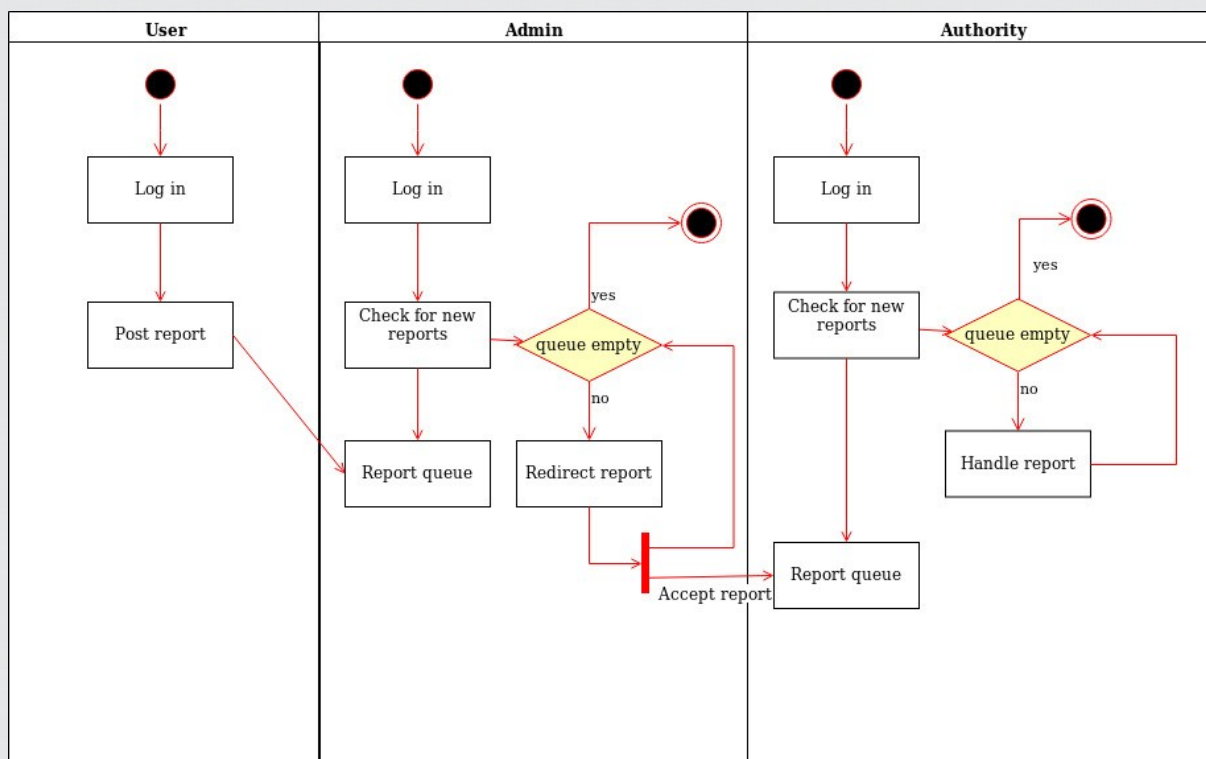 User
Admin
Authority
Log in
Log in
Log in
yes
yes
Post report
Check for new
reports
queue empty
Check for new
reports
queue empty
no
no
Report queue
Redirect report
Handle report
Report queue
Accept report